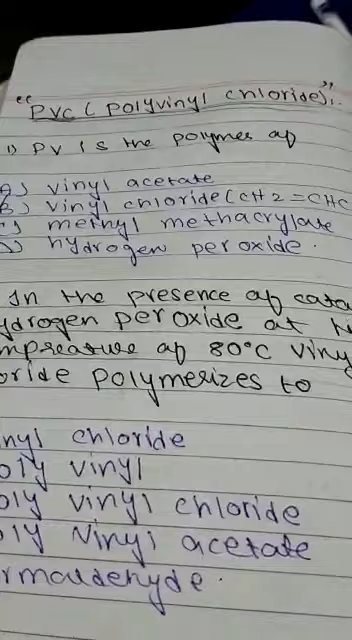 "PVC (Polyvinyl chloride)".
1) PV is the polymer of
A) vinyl acetate
B) vinyl chloride (CH2=CHC
C) methyl methacrylate
D) hydrogen peroxide.
In the presence of cata
ydrogen peroxide at
mpreature of 80°C viny
oride polymerizes to
nyl chloride
oly vinyl
oly vinyl chloride
oly vinyl acetate
rmaldehyde.